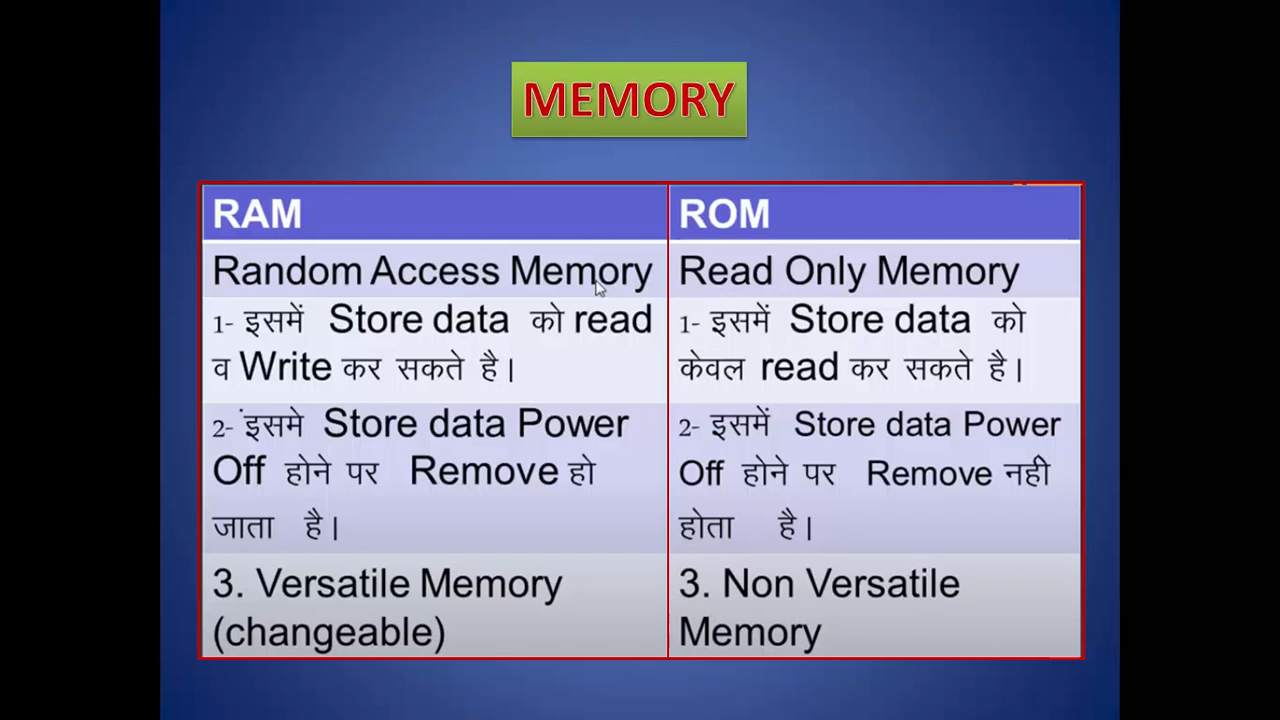 MEMORY
RAM
Random Access Memory
1- इसमें Store data को read
व Write कर सकते है।
2- इसमे Store data Power
Off होने पर Remove हो
जाता है।
3. Versatile Memory
(changeable)
ROM
Read Only Memory
1- इसमें Store data को
केवल read कर सकते है।
2- इसमें Store data Power
Off होने पर Remove नही
होता है।
3. Non Versatile
Memory